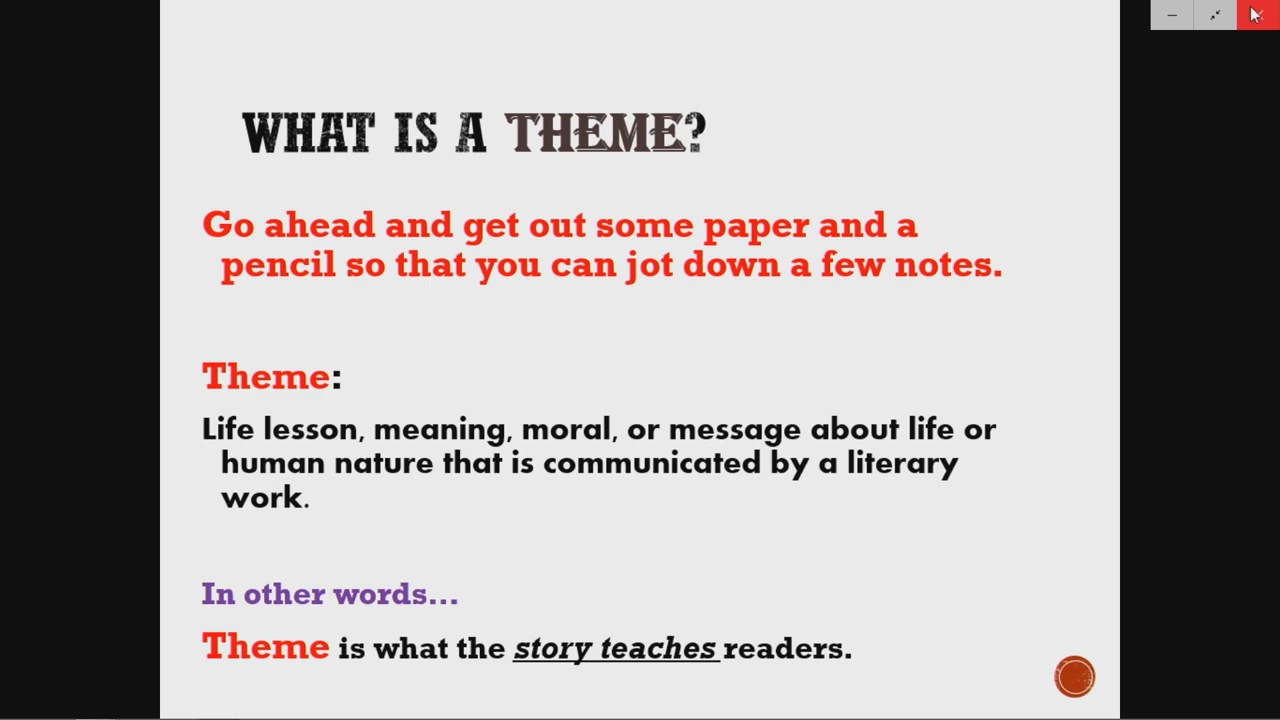 WHAT IS A THEME?
Go ahead and get out some paper and a
pencil so that you can jot down a few notes.
Theme:
Life lesson, meaning, moral, or message about life or
human nature that is communicated by a literary
work.
In other words...
Theme is what the story teaches readers.